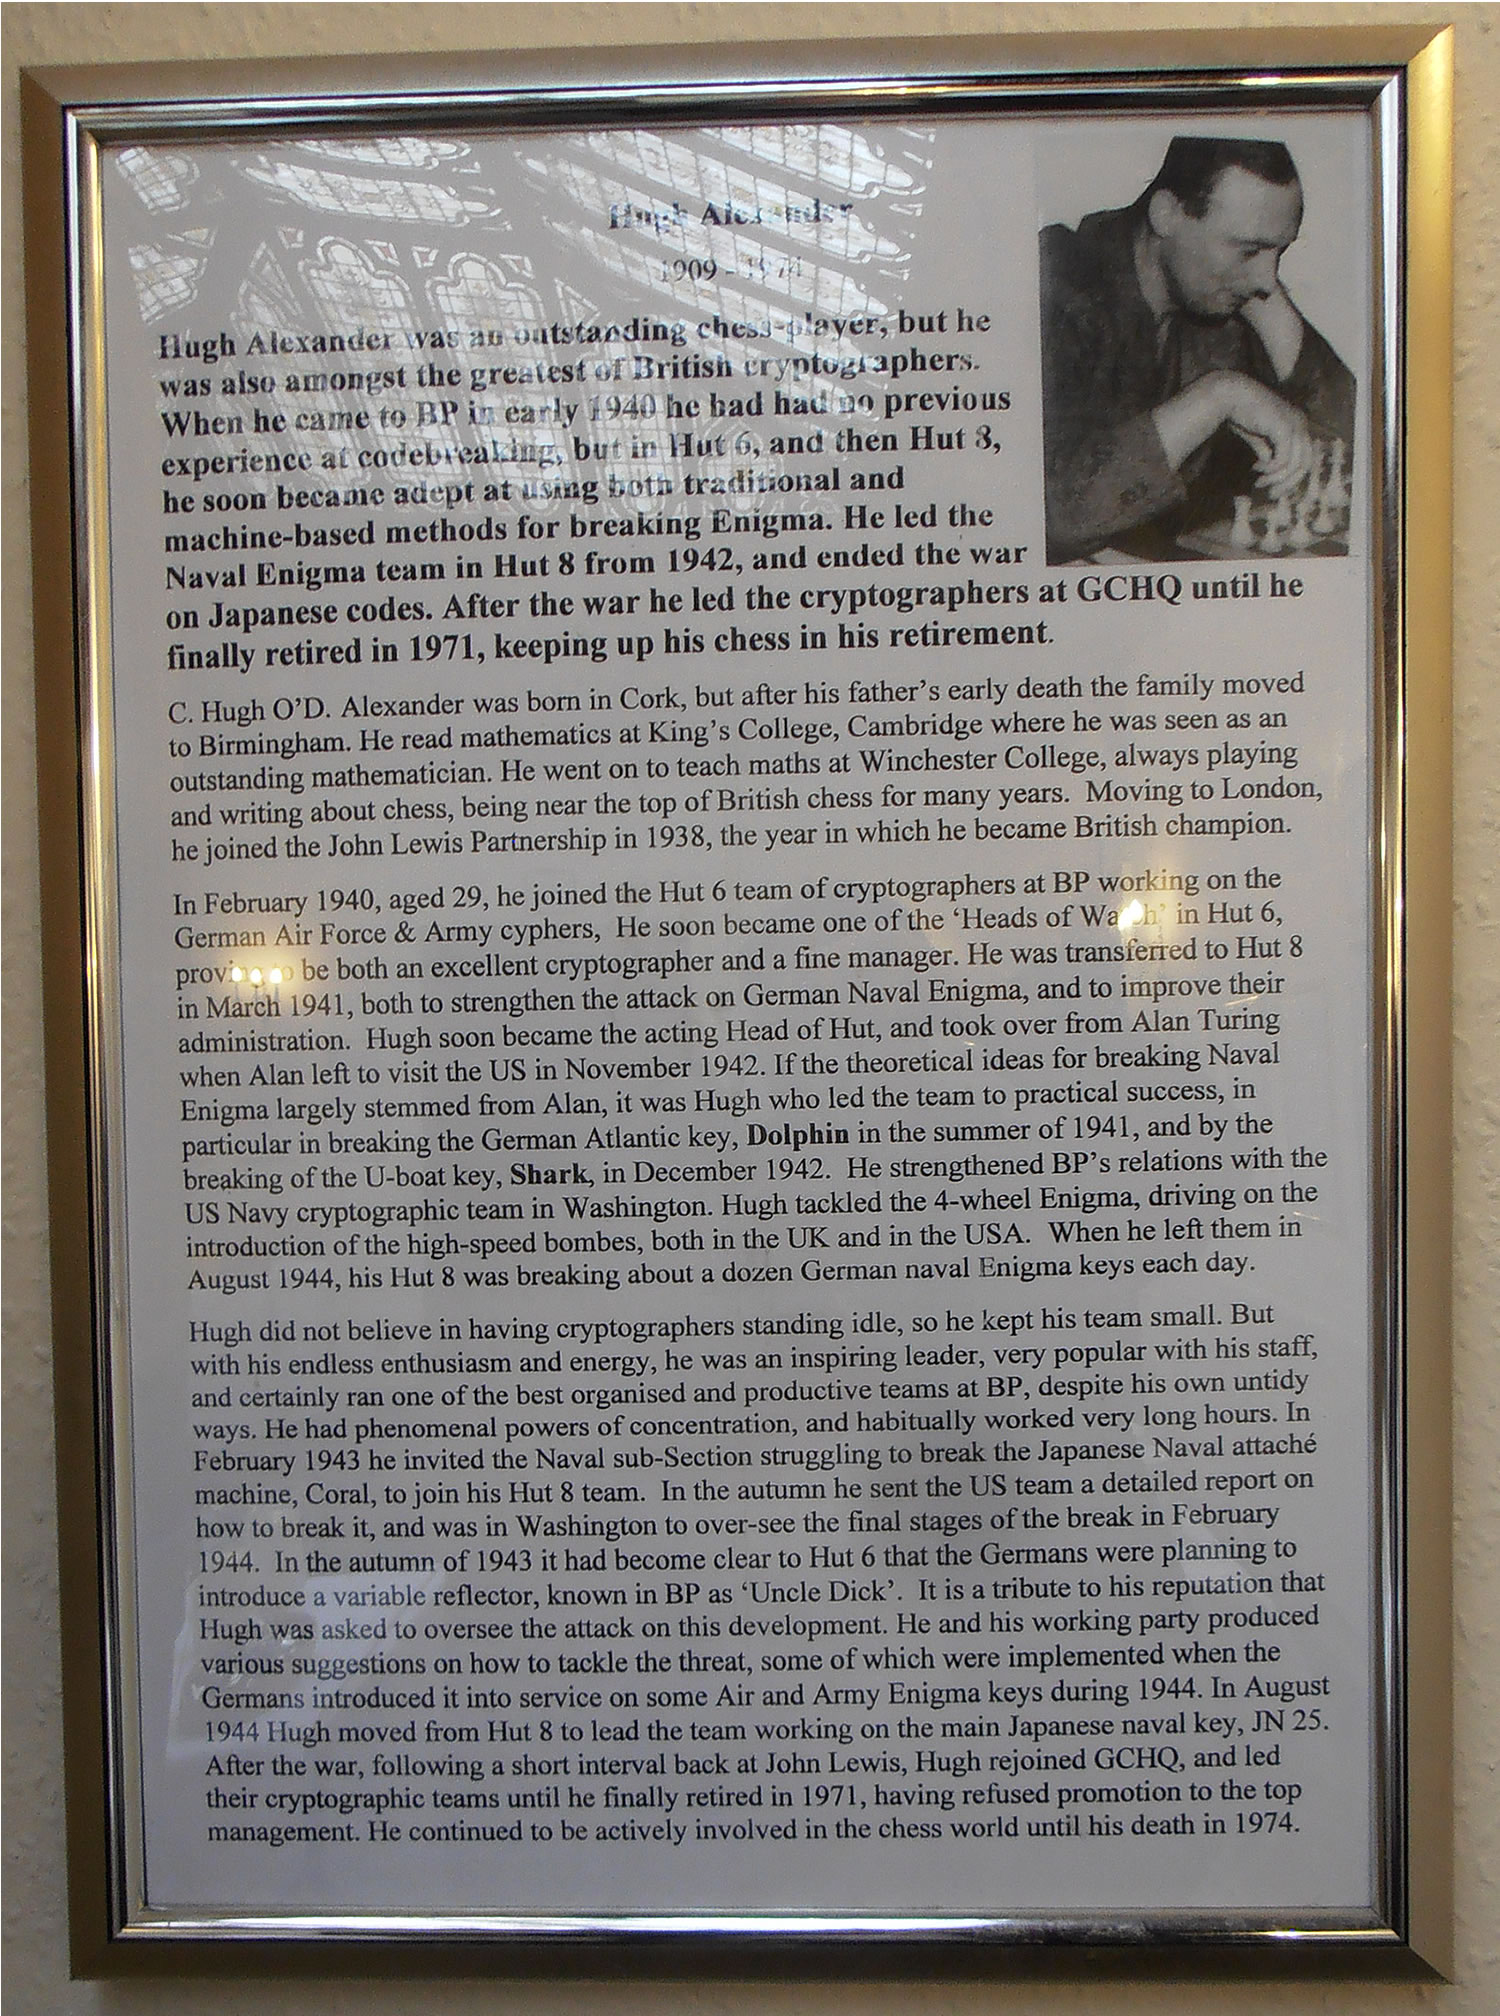 Hugh Alexander
1909 - 1974
Hugh Alexander was an outstanding chess-player, but he
was also amongst the greatest of British cryptographers.
When he came to BP in early 1940 he had had no previous
experience at codebreaking, but in Hut 6, and then Hut 8,
he soon became adept at using both traditional and
machine-based methods for breaking Enigma. He led the
Naval Enigma team in Hut 8 from 1942, and ended the war
on Japanese codes. After the war he led the cryptographers at GCHQ until he
finally retired in 1971, keeping up his chess in his retirement.
C. Hugh O’D. Alexander was born in Cork, but after his father’s early death the family moved
to Birmingham. He read mathematics at King’s College, Cambridge where he was seen as an
outstanding mathematician. He went on to teach maths at Winchester College, always playing
and writing about chess, being near the top of British chess for many years. Moving to London,
he joined the John Lewis Partnership in 1938, the year in which he became British champion.
In February 1940, aged 29, he joined the Hut 6 team of cryptographers at BP working on the
German Air Force & Army cyphers, He soon became one of the ‘Heads of Watch’ in Hut 6,
proving to be both an excellent cryptographer and a fine manager. He was transferred to Hut 8
in March 1941, both to strengthen the attack on German Naval Enigma, and to improve their
administration. Hugh soon became the acting Head of Hut, and took over from Alan Turing
when Alan left to visit the US in November 1942. If the theoretical ideas for breaking Naval
Enigma largely stemmed from Alan, it was Hugh who led the team to practical success, in
particular in breaking the German Atlantic key, Dolphin in the summer of 1941, and by the
breaking of the U-boat key, Shark, in December 1942. He strengthened BP’s relations with the
US Navy cryptographic team in Washington. Hugh tackled the 4-wheel Enigma, driving on the
introduction of the high-speed bombes, both in the UK and in the USA. When he left them in
August 1944, his Hut 8 was breaking about a dozen German naval Enigma keys each day.
Hugh did not believe in having cryptographers standing idle, so he kept his team small. But
with his endless enthusiasm and energy, he was an inspiring leader, very popular with his staff,
and certainly ran one of the best organised and productive teams at BP, despite his own untidy
ways. He had phenomenal powers of concentration, and habitually worked very long hours. In
February 1943 he invited the Naval sub-Section struggling to break the Japanese Naval attaché
machine, Coral, to join his Hut 8 team. In the autumn he sent the US team a detailed report on
how to break it, and was in Washington to over-see the final stages of the break in February
1944. In the autumn of 1943 it had become clear to Hut 6 that the Germans were planning to
introduce a variable reflector, known in BP as ‘Uncle Dick’. It is a tribute to his reputation that
Hugh was asked to oversee the attack on this development. He and his working party produced
various suggestions on how to tackle the threat, some of which were implemented when the
Germans introduced it into service on some Air and Army Enigma keys during 1944. In August
1944 Hugh moved from Hut 8 to lead the team working on the main Japanese naval key, JN 25.
After the war, following a short interval back at John Lewis, Hugh rejoined GCHQ, and led
their cryptographic teams until he finally retired in 1971, having refused promotion to the top
management. He continued to be actively involved in the chess world until his death in 1974.